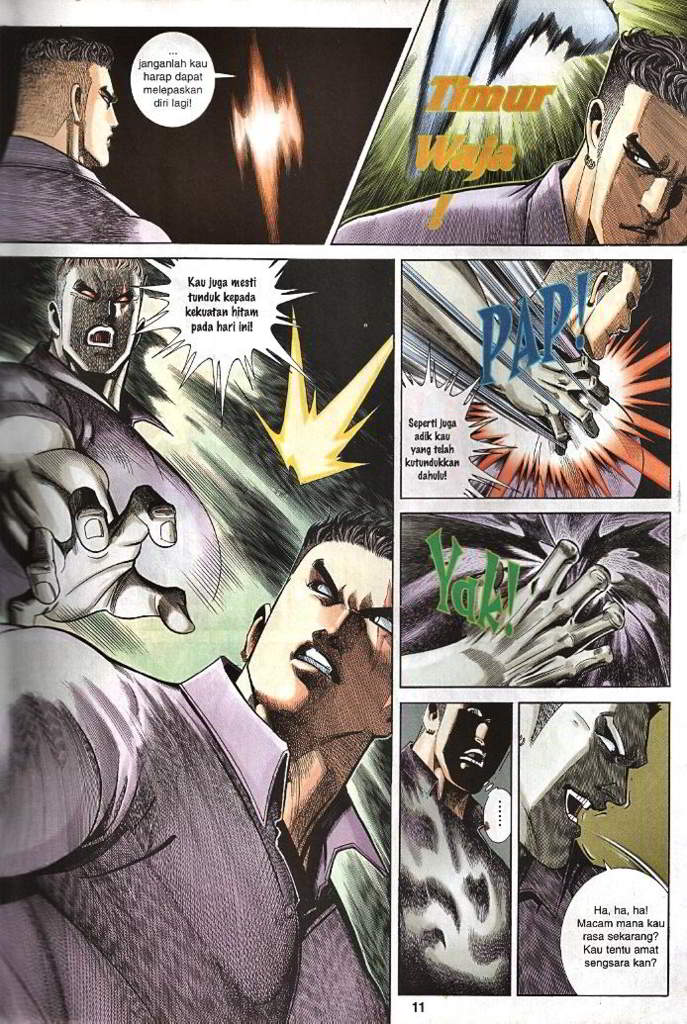 ...
janganlah kau
harap dapat
melepaskan
diri lagi!
Timur
Waja
!
Kau juga mesti
tunduk kepada
kekuatan hitam
pada hari ini!
PAP!
Seperti juga
adik kau
yang telah
kutundukkan
dahulu!
Yak!
......
Ha, ha, ha!
Macam mana kau
rasa sekarang?
Kau tentu amat
sengsara kan?
11